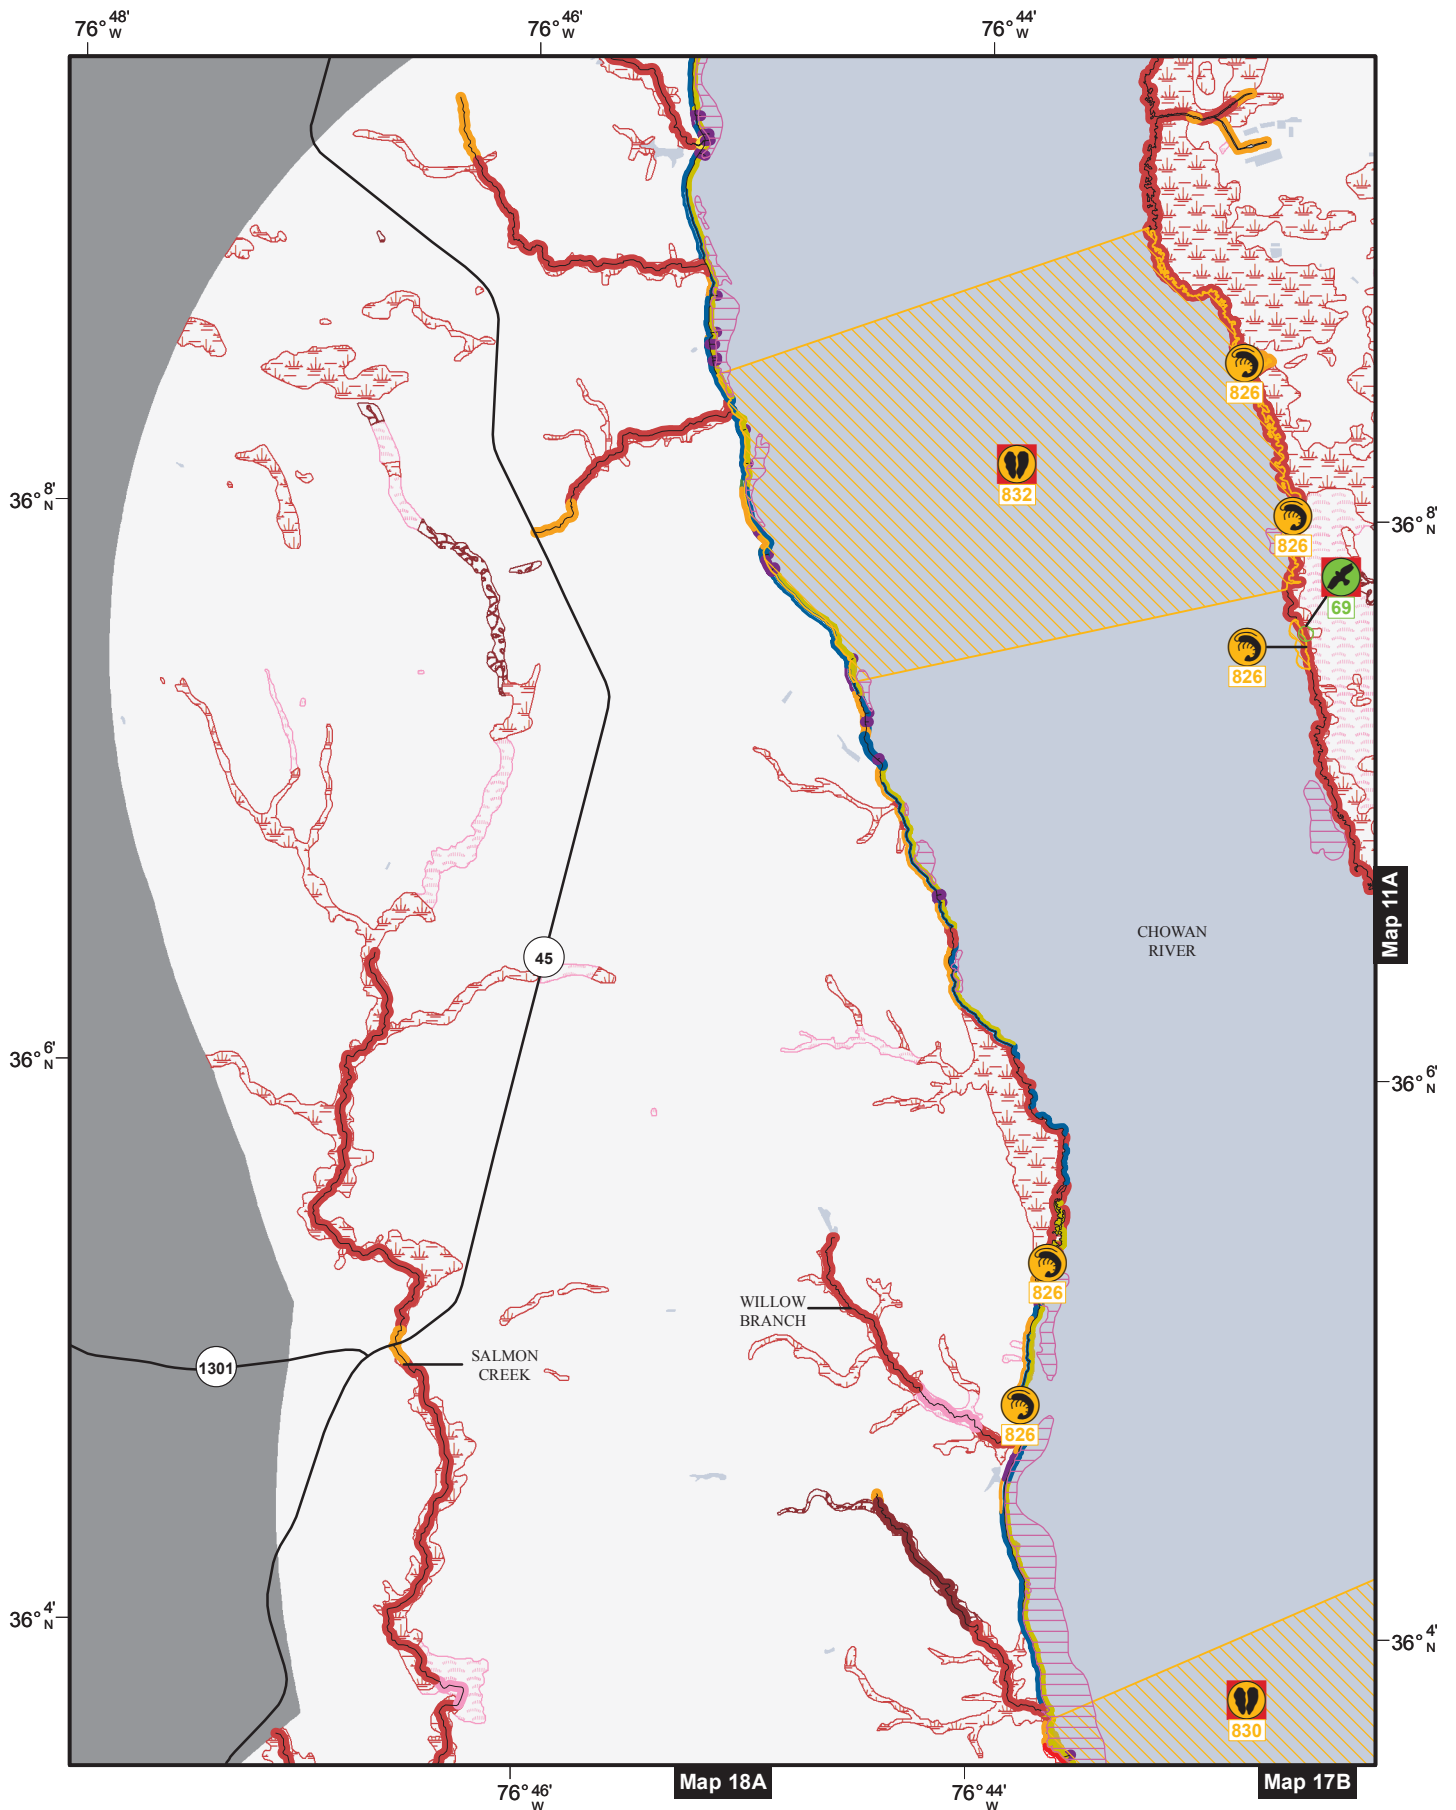 76° 48' W
76° 46' W
76° 44' W
826
832
36° 8' N
36° 8' N
826
69
826
Map 11A
CHOWAN
RIVER
45
36° 6' N
36° 6' N
826
WILLOW
BRANCH
1301
SALMON
CREEK
826
36° 4' N
36° 4' N
830
76° 46' W
Map 18A
76° 44' W
Map 17B